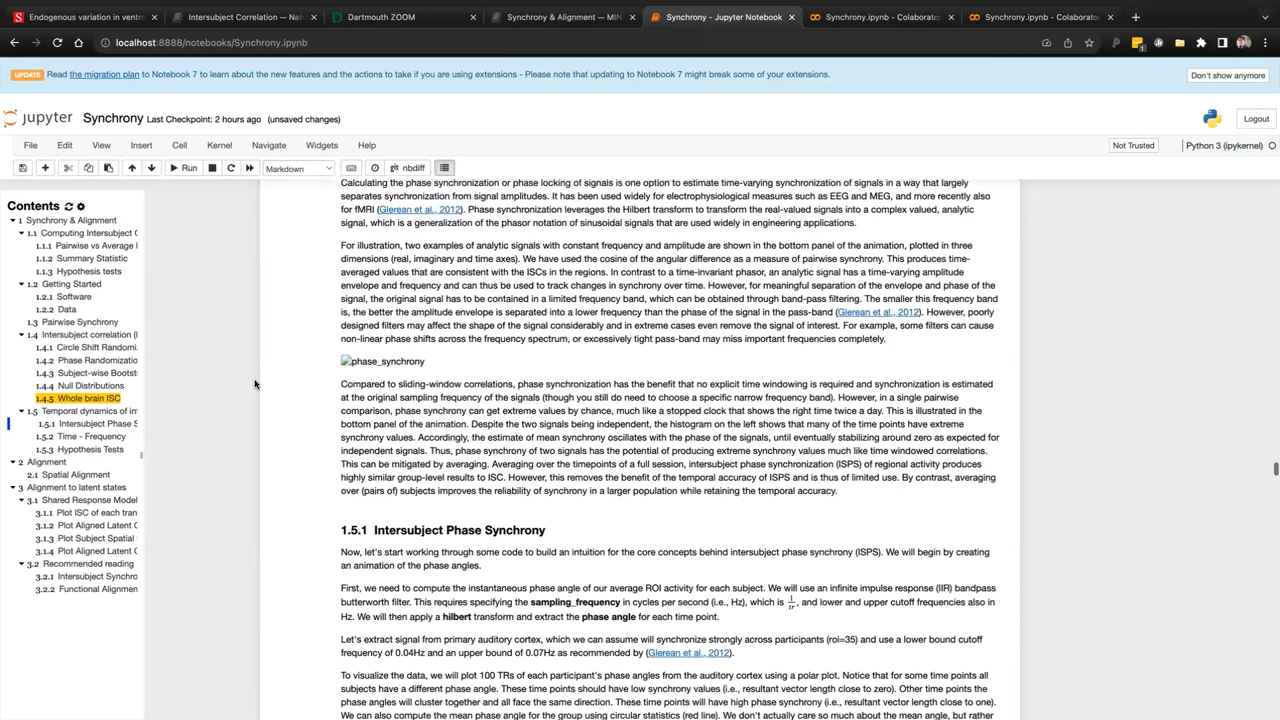 Endogenous variation in ventro
Intersubject Correlation — Nat
Dartmouth ZOOM
Synchrony & Alignment — MIN
Synchrony - Jupyter Notebook
Synchrony.ipynb - Colaborator
Synchrony.ipynb - Colaborator
localhost:8888/notebooks/Synchrony.ipynb
UPDATE Read the migration plan to Notebook 7 to learn about the new features and the actions to take if you are using extensions - Please note that updating to Notebook 7 might break some of your extensions.
Don't show anymore
jupyter Synchrony Last Checkpoint: 2 hours ago (unsaved changes)
Logout
File Edit View Insert Cell Kernel Navigate Widgets Help
Not Trusted
Python 3 (ipykernel)
Run
Markdown
nbdiff
Contents
1 Synchrony & Alignment
1.1 Computing Intersubject C
1.1.1 Pairwise vs Average I
1.1.2 Summary Statistic
1.1.3 Hypothesis tests
1.2 Getting Started
1.2.1 Software
1.2.2 Data
1.3 Pairwise Synchrony
1.4 Intersubject correlation (I
1.4.1 Circle Shift Randomi
1.4.2 Phase Randomizatio
1.4.3 Subject-wise Bootst
1.4.4 Null Distributions
1.4.5 Whole brain ISC
1.5 Temporal dynamics of int
1.5.1 Intersubject Phase S
1.5.2 Time - Frequency
1.5.3 Hypothesis Tests
2 Alignment
2.1 Spatial Alignment
3 Alignment to latent states
3.1 Shared Response Model
3.1.1 Plot ISC of each tran
3.1.2 Plot Aligned Latent C
3.1.3 Plot Subject Spatial
3.1.4 Plot Aligned Latent C
3.2 Recommended reading
3.2.1 Intersubject Synchro
3.2.2 Functional Alignmen
Calculating the phase synchronization or phase locking of signals is one option to estimate time-varying synchronization of signals in a way that largely
separates synchronization from signal amplitudes. It has been used widely for electrophysiological measures such as EEG and MEG, and more recently also
for fMRI (Glerean et al., 2012). Phase synchronization leverages the Hilbert transform to transform the real-valued signals into a complex valued, analytic
signal, which is a generalization of the phasor notation of sinusoidal signals that are used widely in engineering applications.
For illustration, two examples of analytic signals with constant frequency and amplitude are shown in the bottom panel of the animation, plotted in three
dimensions (real, imaginary and time axes). We have used the cosine of the angular difference as a measure of pairwise synchrony. This produces time-
averaged values that are consistent with the ISCs in the regions. In contrast to a time-invariant phasor, an analytic signal has a time-varying amplitude
envelope and frequency and can thus be used to track changes in synchrony over time. However, for meaningful separation of the envelope and phase of the
signal, the original signal has to be contained in a limited frequency band, which can be obtained through band-pass filtering. The smaller this frequency band
is, the better the amplitude envelope is separated into a lower frequency than the phase of the signal in the pass-band (Glerean et al., 2012). However, poorly
designed filters may affect the shape of the signal considerably and in extreme cases even remove the signal of interest. For example, some filters can cause
non-linear phase shifts across the frequency spectrum, or excessively tight pass-band may miss important frequencies completely.
phase_synchrony
Compared to sliding-window correlations, phase synchronization has the benefit that no explicit time windowing is required and synchronization is estimated
at the original sampling frequency of the signals (though you still do need to choose a specific narrow frequency band). However, in a single pairwise
comparison, phase synchrony can get extreme values by chance, much like a stopped clock that shows the right time twice a day. This is illustrated in the
bottom panel of the animation. Despite the two signals being independent, the histogram on the left shows that many of the time points have extreme
synchrony values. Accordingly, the estimate of mean synchrony oscillates with the phase of the signals, until eventually stabilizing around zero as expected for
independent signals. Thus, phase synchrony of two signals has the potential of producing extreme synchrony values much like time windowed correlations.
This can be mitigated by averaging. Averaging over the timepoints of a full session, intersubject phase synchronization (ISPS) of regional activity produces
highly similar group-level results to ISC. However, this removes the benefit of the temporal accuracy of ISPS and is thus of limited use. By contrast, averaging
over (pairs of) subjects improves the reliability of synchrony in a larger population while retaining the temporal accuracy.
1.5.1 Intersubject Phase Synchrony
Now, let's start working through some code to build an intuition for the core concepts behind intersubject phase synchrony (ISPS). We will begin by creating
an animation of the phase angles.
First, we need to compute the instantaneous phase angle of our average ROI activity for each subject. We will use an infinite impulse response (IIR) bandpass
butterworth filter. This requires specifying the sampling_frequency in cycles per second (i.e., Hz), which is 1/tr, and lower and upper cutoff frequencies also in
Hz. We will then apply a hilbert transform and extract the phase angle for each time point.
Let's extract signal from primary auditory cortex, which we can assume will synchronize strongly across participants (roi=35) and use a lower bound cutoff
frequency of 0.04Hz and an upper bound of 0.07Hz as recommended by (Glerean et al., 2012).
To visualize the data, we will plot 100 TRs of each participant's phase angles from the auditory cortex using a polar plot. Notice that for some time points all
subjects have a different phase angle. These time points should have low synchrony values (i.e., resultant vector length close to zero). Other time points the
phase angles will cluster together and all face the same direction. These time points will have high phase synchrony (i.e., resultant vector length close to one).
We can also compute the mean phase angle for the group using circular statistics (red line). We don't actually care so much about the mean angle, but rather